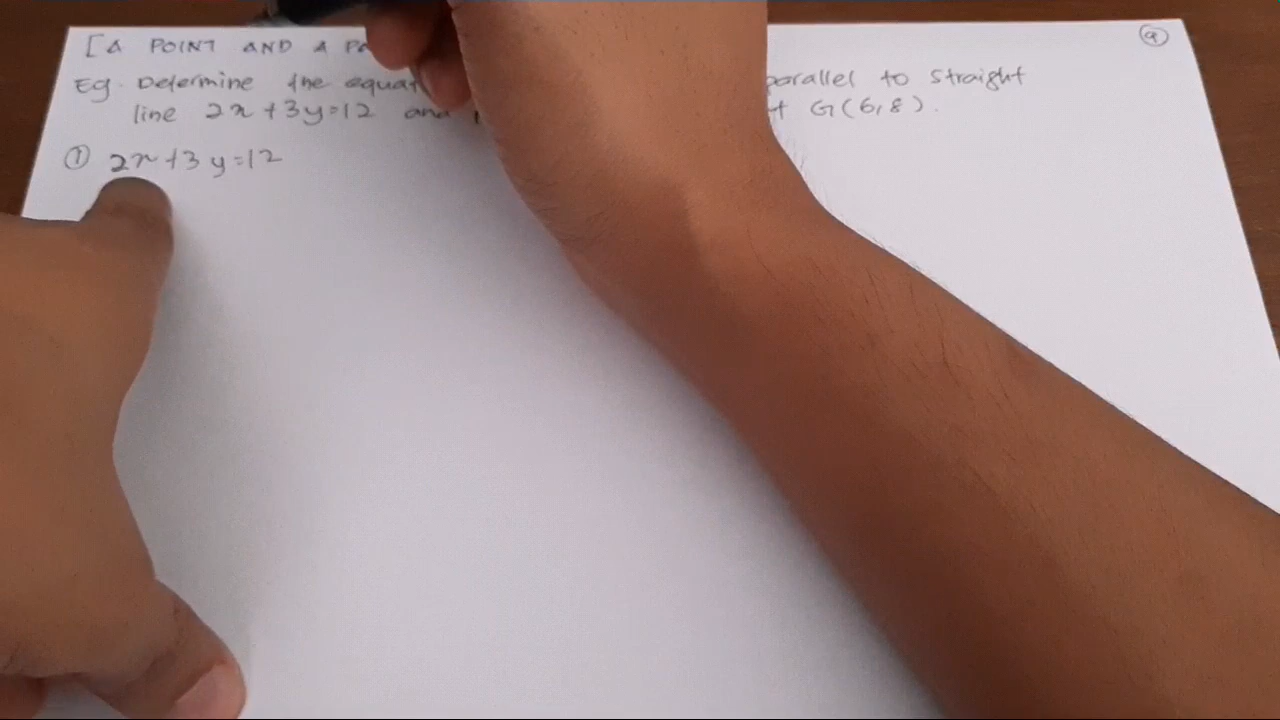 [A POINT AND A
9
Eg. Determine the parallel to straight
line 2x+3y=12 and G(6,8).
① 2x+3y=12